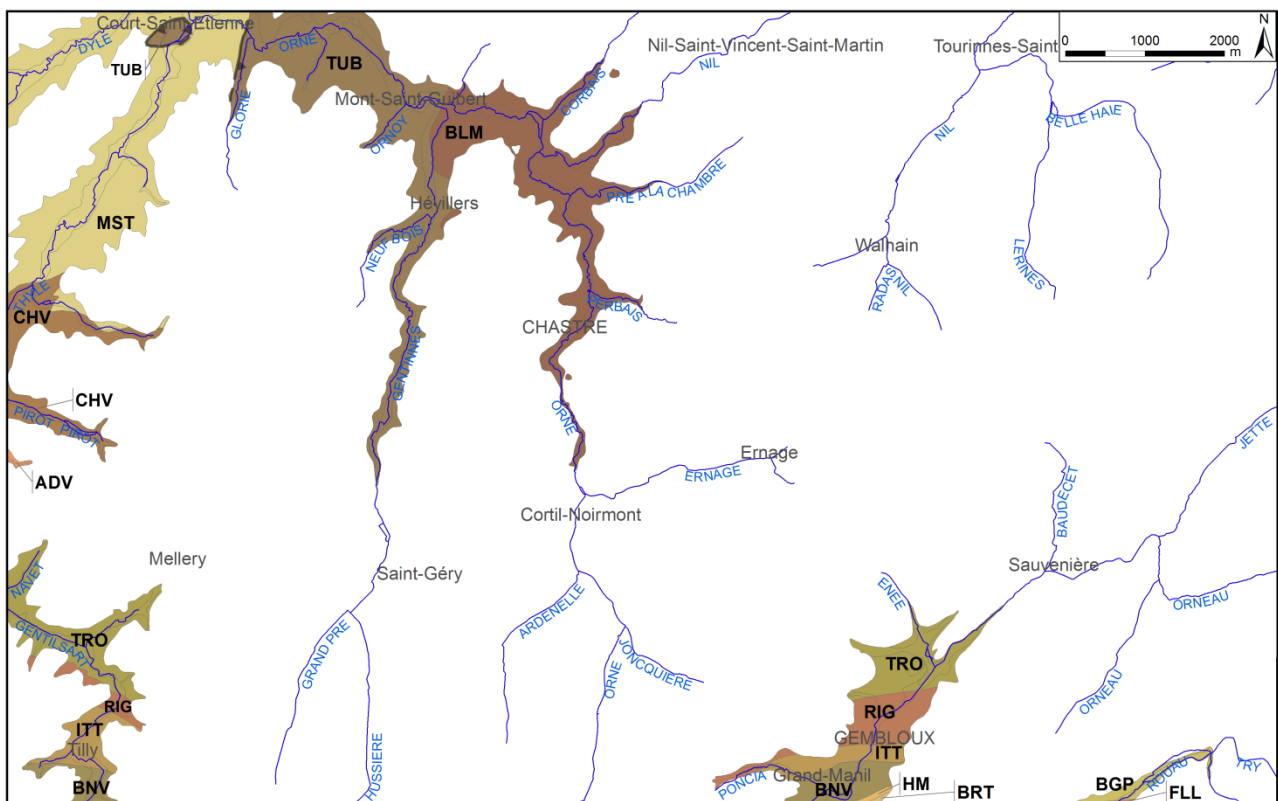 Court-Saint-Etienne
DYLE
ORNE
TUB
TUB
Nil-Saint-Vincent-Saint-Martin
NIL
Tourinnes-Saint
N
0 1000 2000
m
Mont-Saint-Guibert
CORBAIS
GLORIE
ORNOY
BLM
NIL
BELLE HAIE
PRE A LA CHAMBRE
Hévillers
MST
NEUF BOIS
Walhain
LERINES
RADAS
NIL
THYLE
CHV
PERBAIS
CHASTRE
GENTINNES
CHV
PIROT
PIROT
ORNE
ADV
Ernage
ERNAGE
JETTE
BAUDECET
Cortil-Noirmont
Mellery
Saint-Géry
Sauvenière
NAVET
ENEE
ORNEAU
ARDENELLE
GENTILSART
TRO
GRAND PRE
JONCQUIERE
TRO
ORNE
ORNEAU
RIG
RIG
ITT
GEMBLOUX
Tilly
ITT
HUSSIERE
BNV
PONCIA
Grand-Manil
BNV
HM
BRT
BGP
ROUAU
TRY
FLL